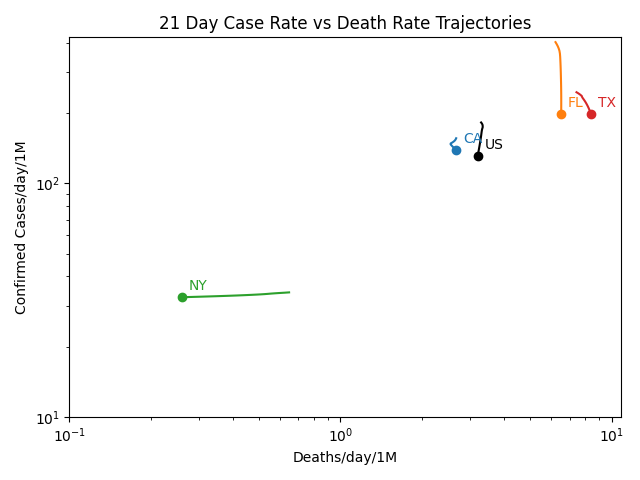 21 Day Case Rate vs Death Rate Trajectories
Confirmed Cases/day/1M
10²
10¹
FL
TX
CA
US
NY
10⁻¹
10⁰
10¹
Deaths/day/1M